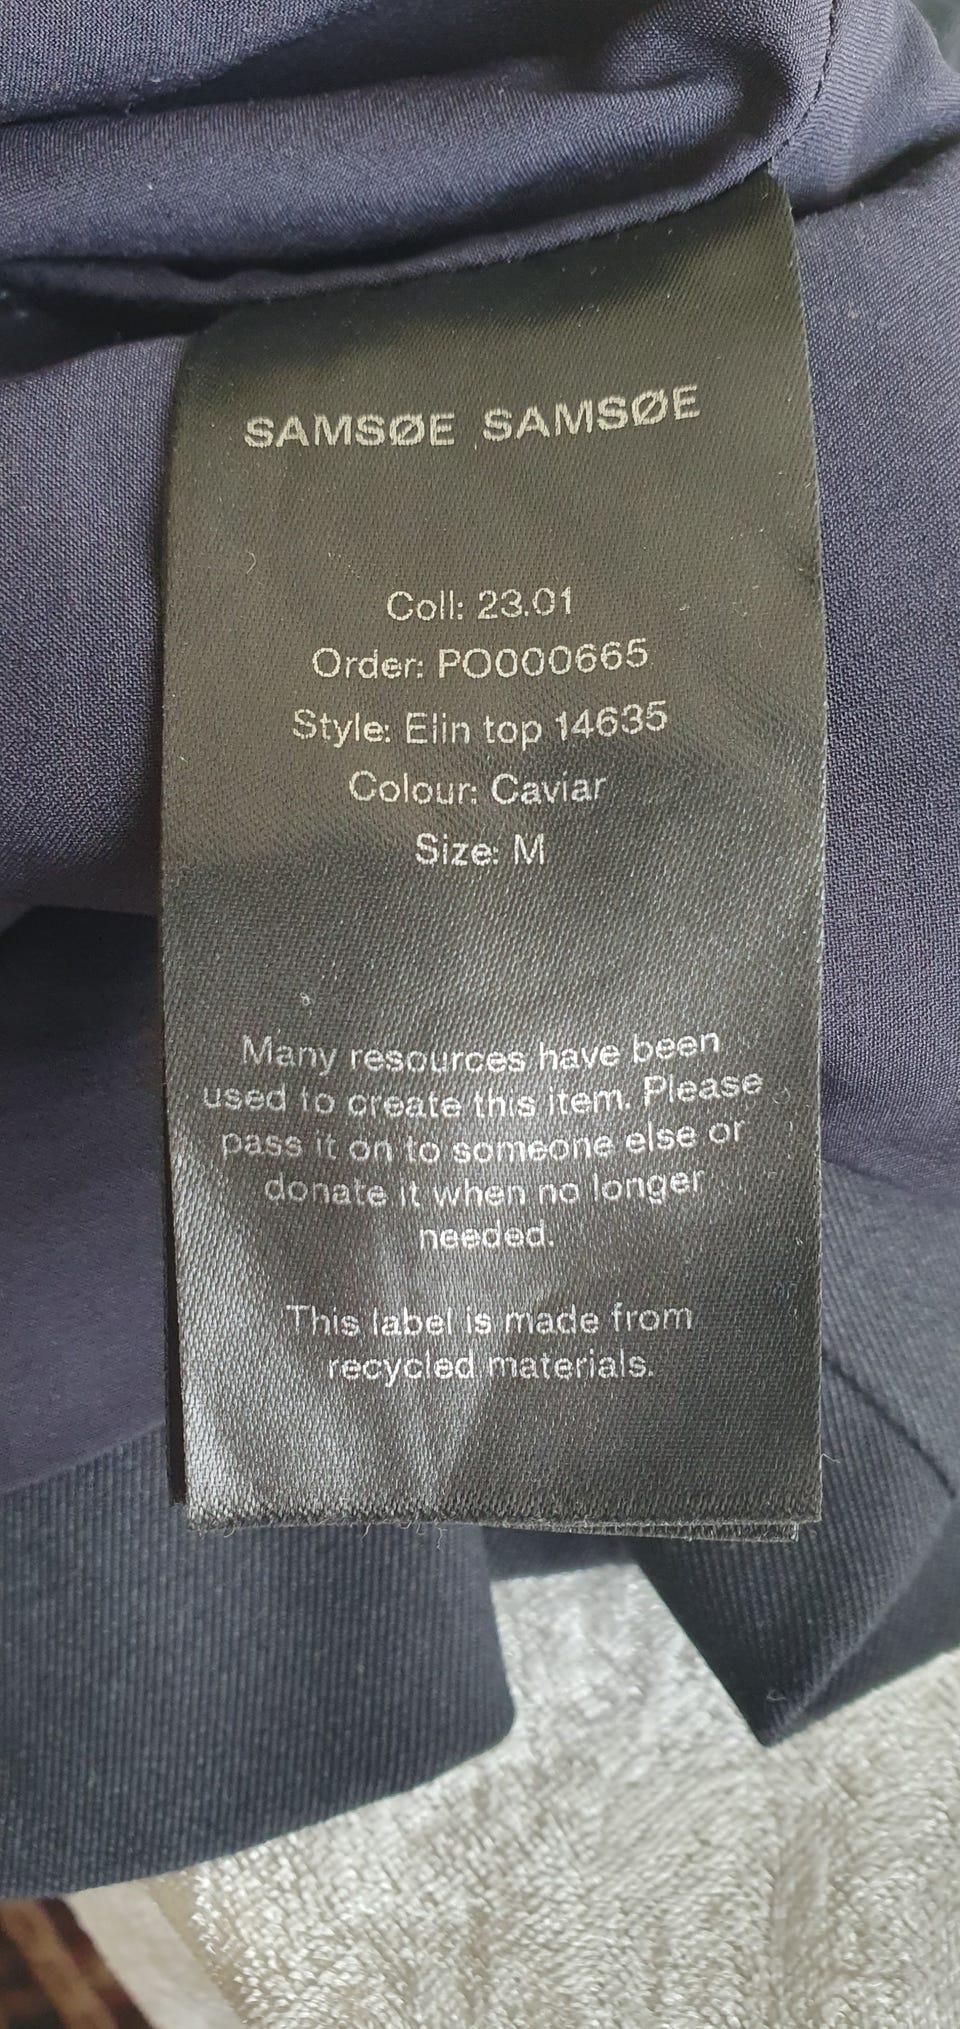 SAMSØE SAMSØE
Coll: 23.01
Order: PO000665
Style: Elin top 14635
Colour: Caviar
Size: M
Many resources have been
used to create this item. Please
pass it on to someone else or
donate it when no longer
needed.
This label is made from
recycled materials.